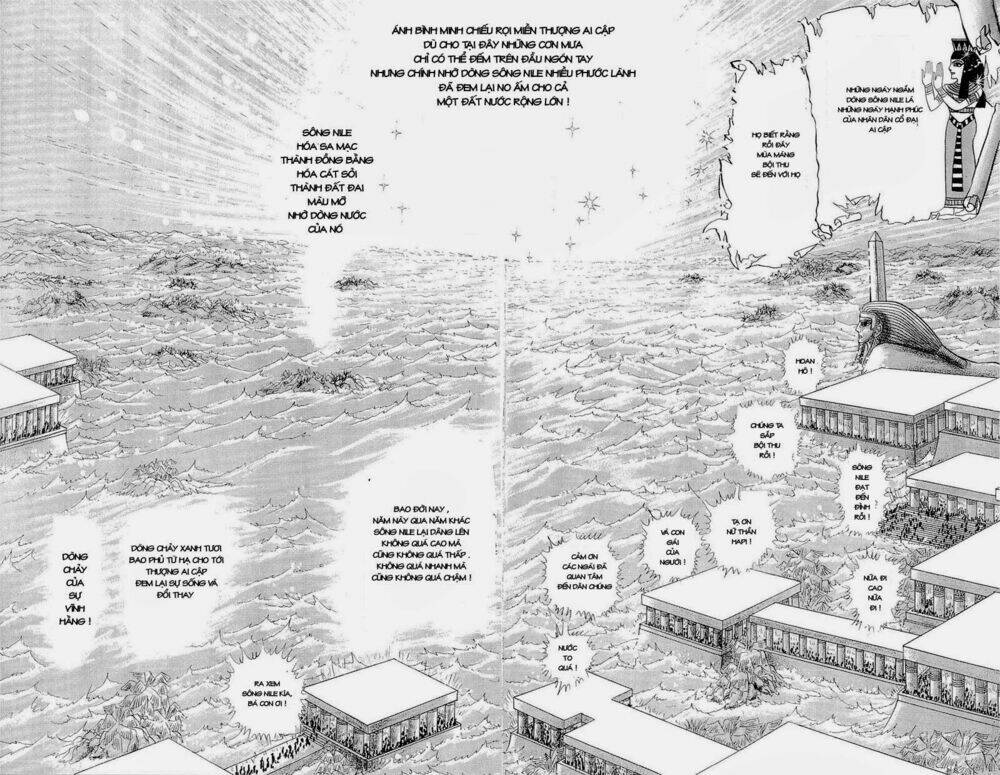 ÁNH BÌNH MINH CHIẾU RỌI MIỀN THƯỢNG AI CẬP
DÙ CHO TẠI ĐÂY NHỮNG CƠN MƯA
CHỈ CÓ THỂ ĐẾM TRÊN ĐẦU NGÓN TAY
NHƯNG CHÍNH NHỜ DÒNG SÔNG NILE NHIỀU PHƯỚC LÀNH
ĐÃ ĐEM LẠI NO ẤM CHO CẢ
MỘT ĐẤT NƯỚC RỘNG LỚN !
NHỮNG NGÀY NGẮM
DÒNG SÔNG NILE LÀ
NHỮNG NGÀY HẠNH PHÚC
CỦA NHÂN DÂN CỔ ĐẠI
AI CẬP
HỌ BIẾT RẰNG
RỒI ĐÂY
MÙA MÀNG
BỘI THU
SẼ ĐẾN VỚI HỌ
SÔNG NILE
HÓA SA MẠC
THÀNH ĐỒNG BẰNG
HÓA CÁT SỎI
THÀNH ĐẤT ĐAI
MÀU MỠ
NHỜ DÒNG NƯỚC
CỦA NÓ
HOAN
HÔ !
CHÚNG TA
SẮP
BỘI THU
RỒI !
SÔNG
NILE
ĐẠT
ĐẾN
ĐỈNH
RỒI !
TẠ ƠN
NỮ THẦN
HAPI !
VÀ CON
GÁI
CỦA
NGƯỜI !
CẢM ƠN
CÁC NGÀI ĐÃ
QUAN TÂM
ĐẾN DÂN CHÚNG
NỮA ĐI
CAO
NỮA
ĐI !
NƯỚC
TO
QUÁ !
BAO ĐỜI NAY ,
NĂM NÀY QUA NĂM KHÁC
SÔNG NILE LẠI DÂNG LÊN
KHÔNG QUÁ CAO MÀ
CŨNG KHÔNG QUÁ THẤP .
KHÔNG QUÁ NHANH MÀ
CŨNG KHÔNG QUÁ CHẬM !
DÒNG CHẢY XANH TƯƠI
BAO PHỦ TỪ HẠ CHO TỚI
THƯỢNG AI CẬP
ĐEM LẠI SỰ SỐNG VÀ
ĐỔI THAY
DÒNG
CHẢY
CỦA
SỰ
VĨNH
HẰNG !
RA XEM
SÔNG NILE KÌA,
BÀ CON ƠI !